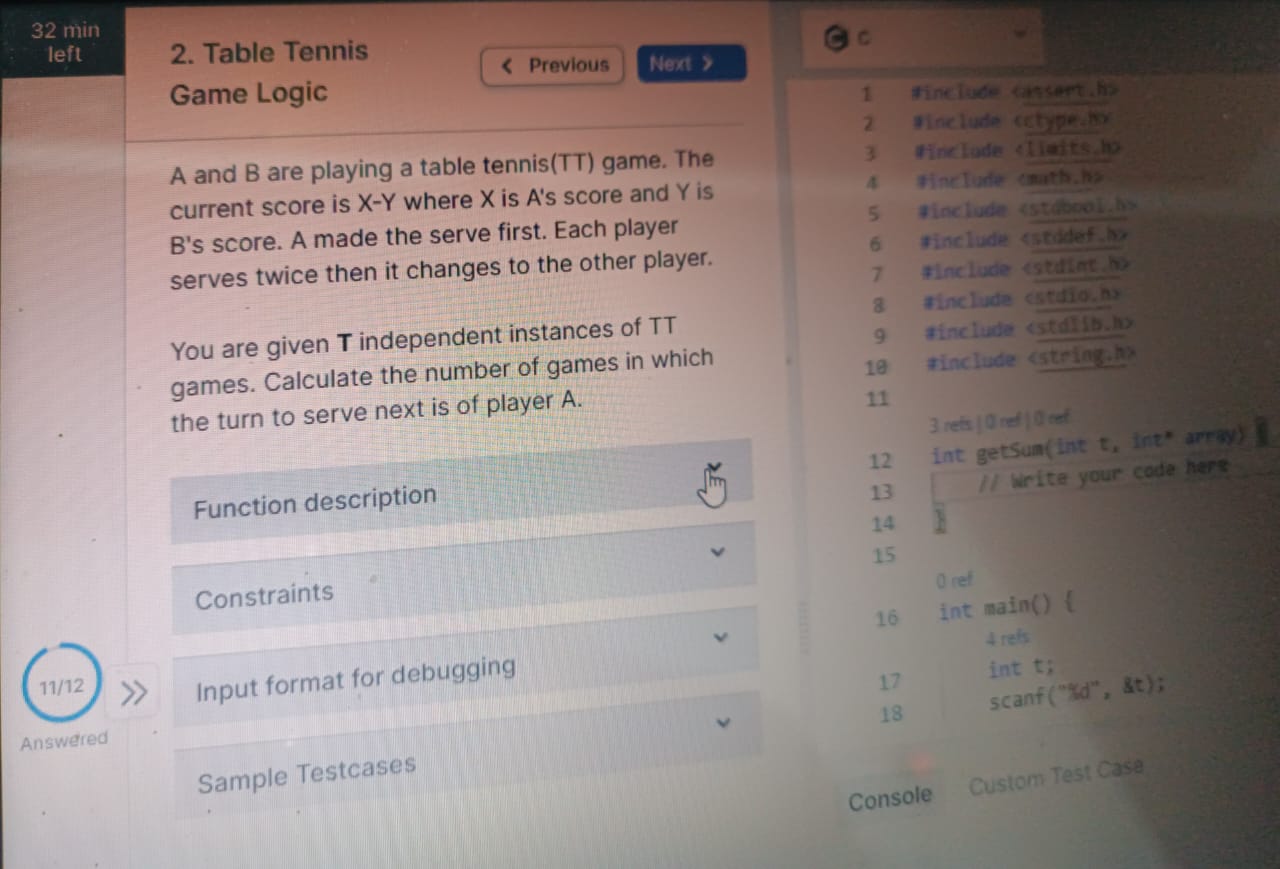 32 min
left
2. Table Tennis
Game Logic
Previous
Next
A and B are playing a table tennis(TT) game. The
current score is X-Y where X is A's score and Y is
B's score. A made the serve first. Each player
serves twice then it changes to the other player.
You are given T independent instances of TT
games. Calculate the number of games in which
the turn to serve next is of player A.
Function description
Constraints
Input format for debugging
Sample Testcases
11/12
Answered
C
1 #include <assert.h>
2 #include <ctype.h>
3 #include <limits.h>
4 #include <math.h>
5 #include <stdbool.h>
6 #include <stddef.h>
7 #include <stdint.h>
8 #include <stdio.h>
9 #include <stdlib.h>
10 #include <string.h>
11
3 refs | 0 ref | 0 ref
12 int getSum(int t, int* array) {
13 // Write your code here
14 }
15
0 ref
16 int main() {
4 refs
17 int t;
18 scanf("%d", &t);
Console
Custom Test Case